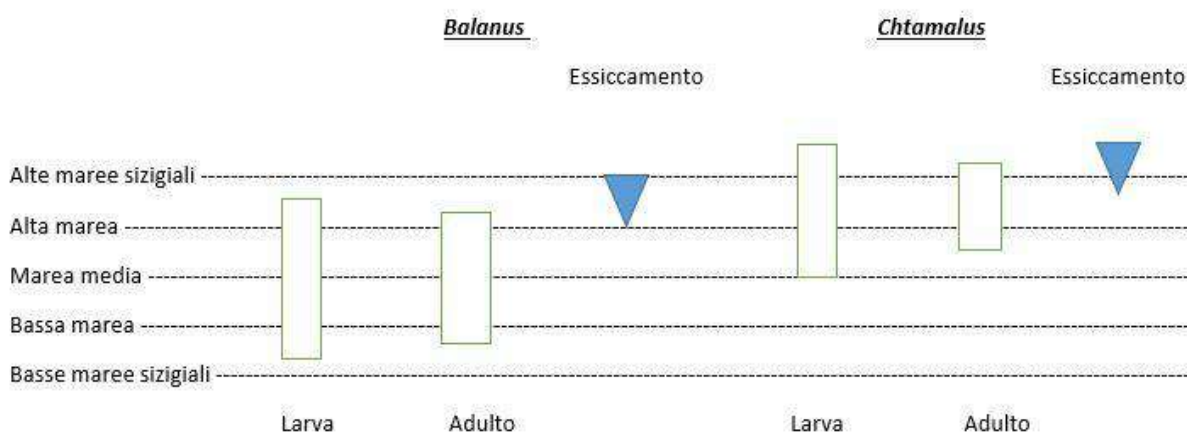 Balanus
Chtamalus
Essiccamento
Essiccamento
Alte maree sizigiali
Alta marea
Marea media
Bassa marea
Basse maree sizigiali
Larva
Adulto
Larva
Adulto